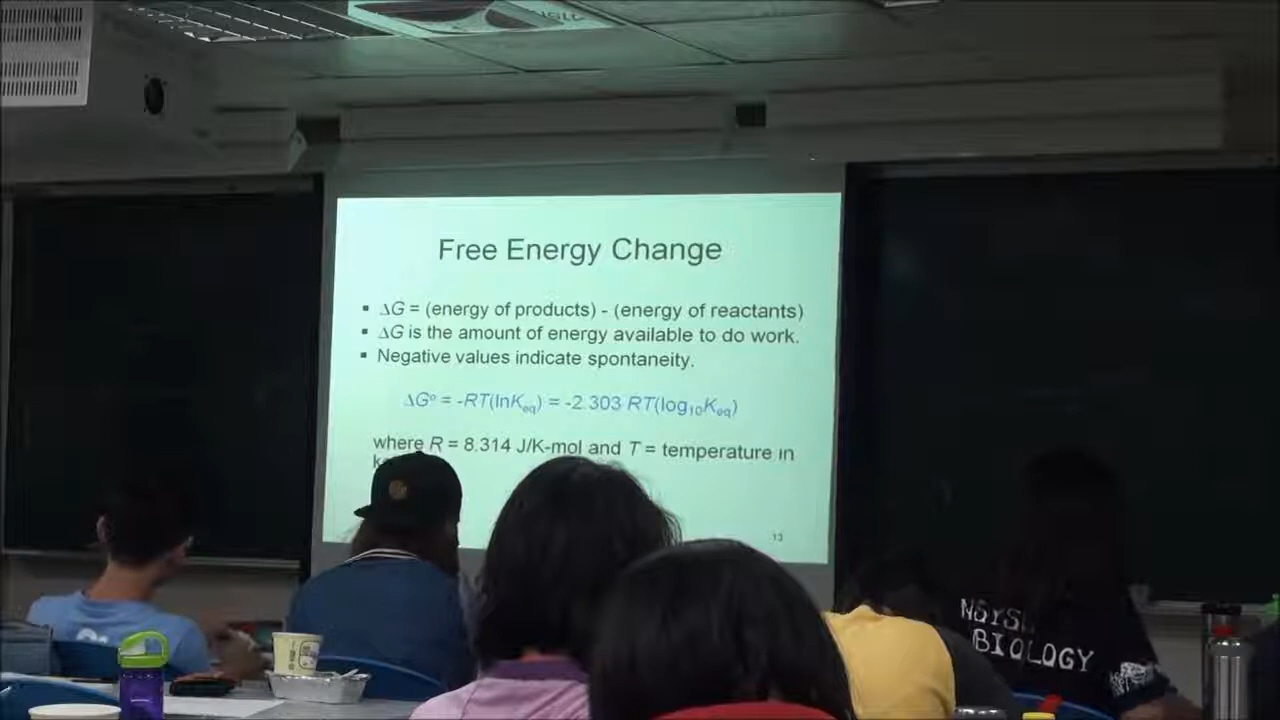 Free Energy Change
▪ ΔG = (energy of products) - (energy of reactants)
▪ ΔG is the amount of energy available to do work.
▪ Negative values indicate spontaneity.
ΔGº = -RT(lnKeq) = -2.303 RT(log10Keq)
where R = 8.314 J/K-mol and T = temperature in
13
BIOLOGY